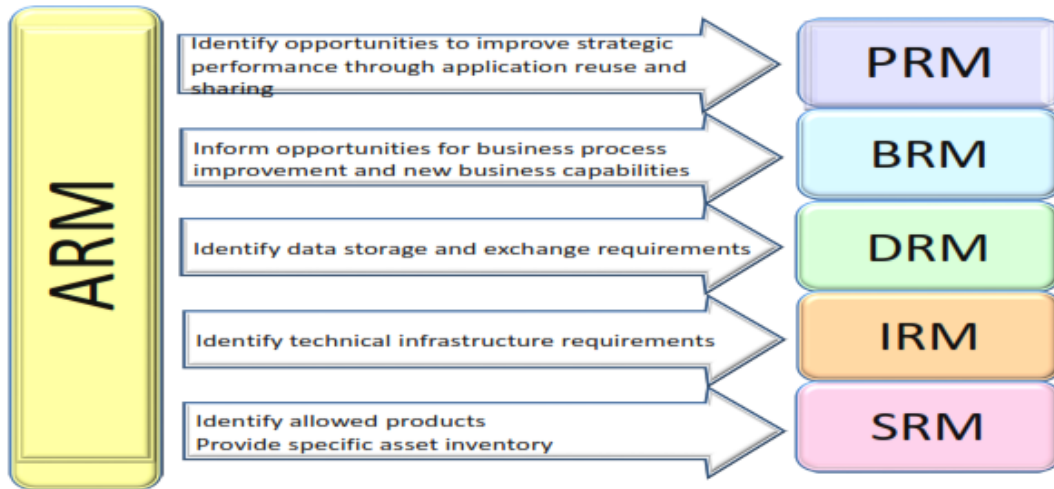 ARM
Identify opportunities to improve strategic
performance through application reuse and
sharing
PRM
Inform opportunities for business process
improvement and new business capabilities
BRM
Identify data storage and exchange requirements
DRM
Identify technical infrastructure requirements
IRM
Identify allowed products
Provide specific asset inventory
SRM